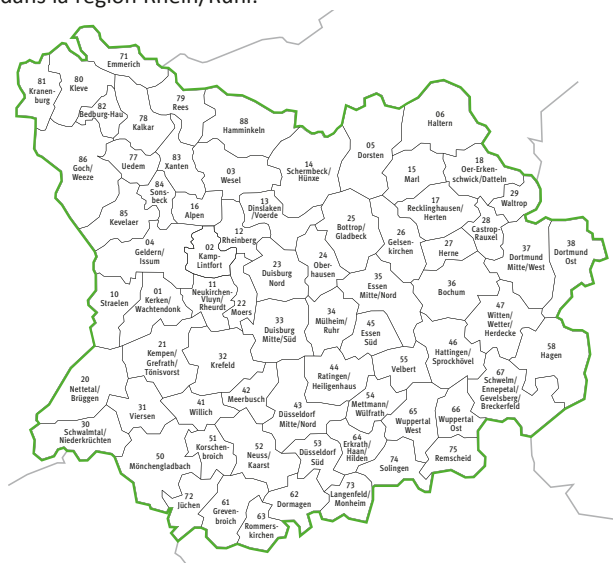 dans la région Rhein/Ruhr.
71
Emmerich
81
Kranen-
burg
80
Kleve
82
Bedburg-Hau
79
Rees
78
Kalkar
88
Hamminkeln
06
Haltern
05
Dorsten
86
Goch/
Weeze
77
Uedem
83
Xanten
03
Wesel
14
Schermbeck/
Hünxe
15
Marl
18
Oer-Erken-
schwick/Datteln
84
Sons-
beck
29
Waltrop
85
Kevelaer
16
Alpen
13
Dinslaken
/Voerde
17
Recklinghausen/
Herten
25
Bottrop/
Gladbeck
28
Castrop-
Rauxel
04
Geldern/
Issum
02
Kamp-
Lintfort
12
Rheinberg
26
Gelsen-
kirchen
27
Herne
37
Dortmund
Mitte/West
38
Dortmund
Ost
23
Duisburg
Nord
24
Ober-
hausen
35
Essen
Mitte/Nord
36
Bochum
10
Straelen
01
Kerken/
Wachtendonk
11
Neukirchen-
Vluyn/
Rheurdt
22
Moers
33
Duisburg
Mitte/Süd
34
Mülheim/
Ruhr
45
Essen
Süd
47
Witten/
Wetter/
Herdecke
21
Kempen/
Grefrath/
Tönisvorst
32
Krefeld
46
Hattingen/
Sprockhövel
58
Hagen
20
Nettetal/
Brüggen
44
Ratingen/
Heiligenhaus
55
Velbert
67
Schwelm/
Ennepetal/
Gevelsberg/
Breckerfeld
31
Viersen
41
Willich
42
Meerbusch
43
Düsseldorf
Mitte/Nord
54
Mettmann/
Wülfrath
65
Wuppertal
West
66
Wuppertal
Ost
30
Schwalmtal/
Niederkrüchten
50
Mönchengladbach
51
Korschen-
broich
52
Neuss/
Kaarst
53
Düsseldorf
Süd
64
Erkrath/
Haan/
Hilden
74
Solingen
75
Remscheid
72
Jüchen
61
Greven-
broich
62
Dormagen
73
Langenfeld/
Monheim
63
Rommers-
kirchen